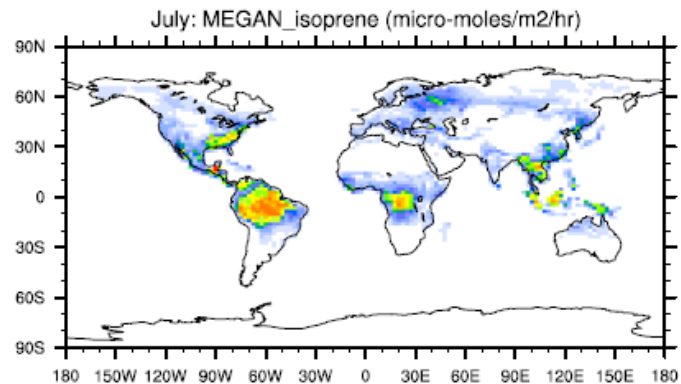 July: MEGAN_isoprene (micro-moles/m2/hr)
90N
60N
30N
0
30S
60S
90S
180 150W 120W 90W 60W 30W 0 30E 60E 90E 120E 150E 180